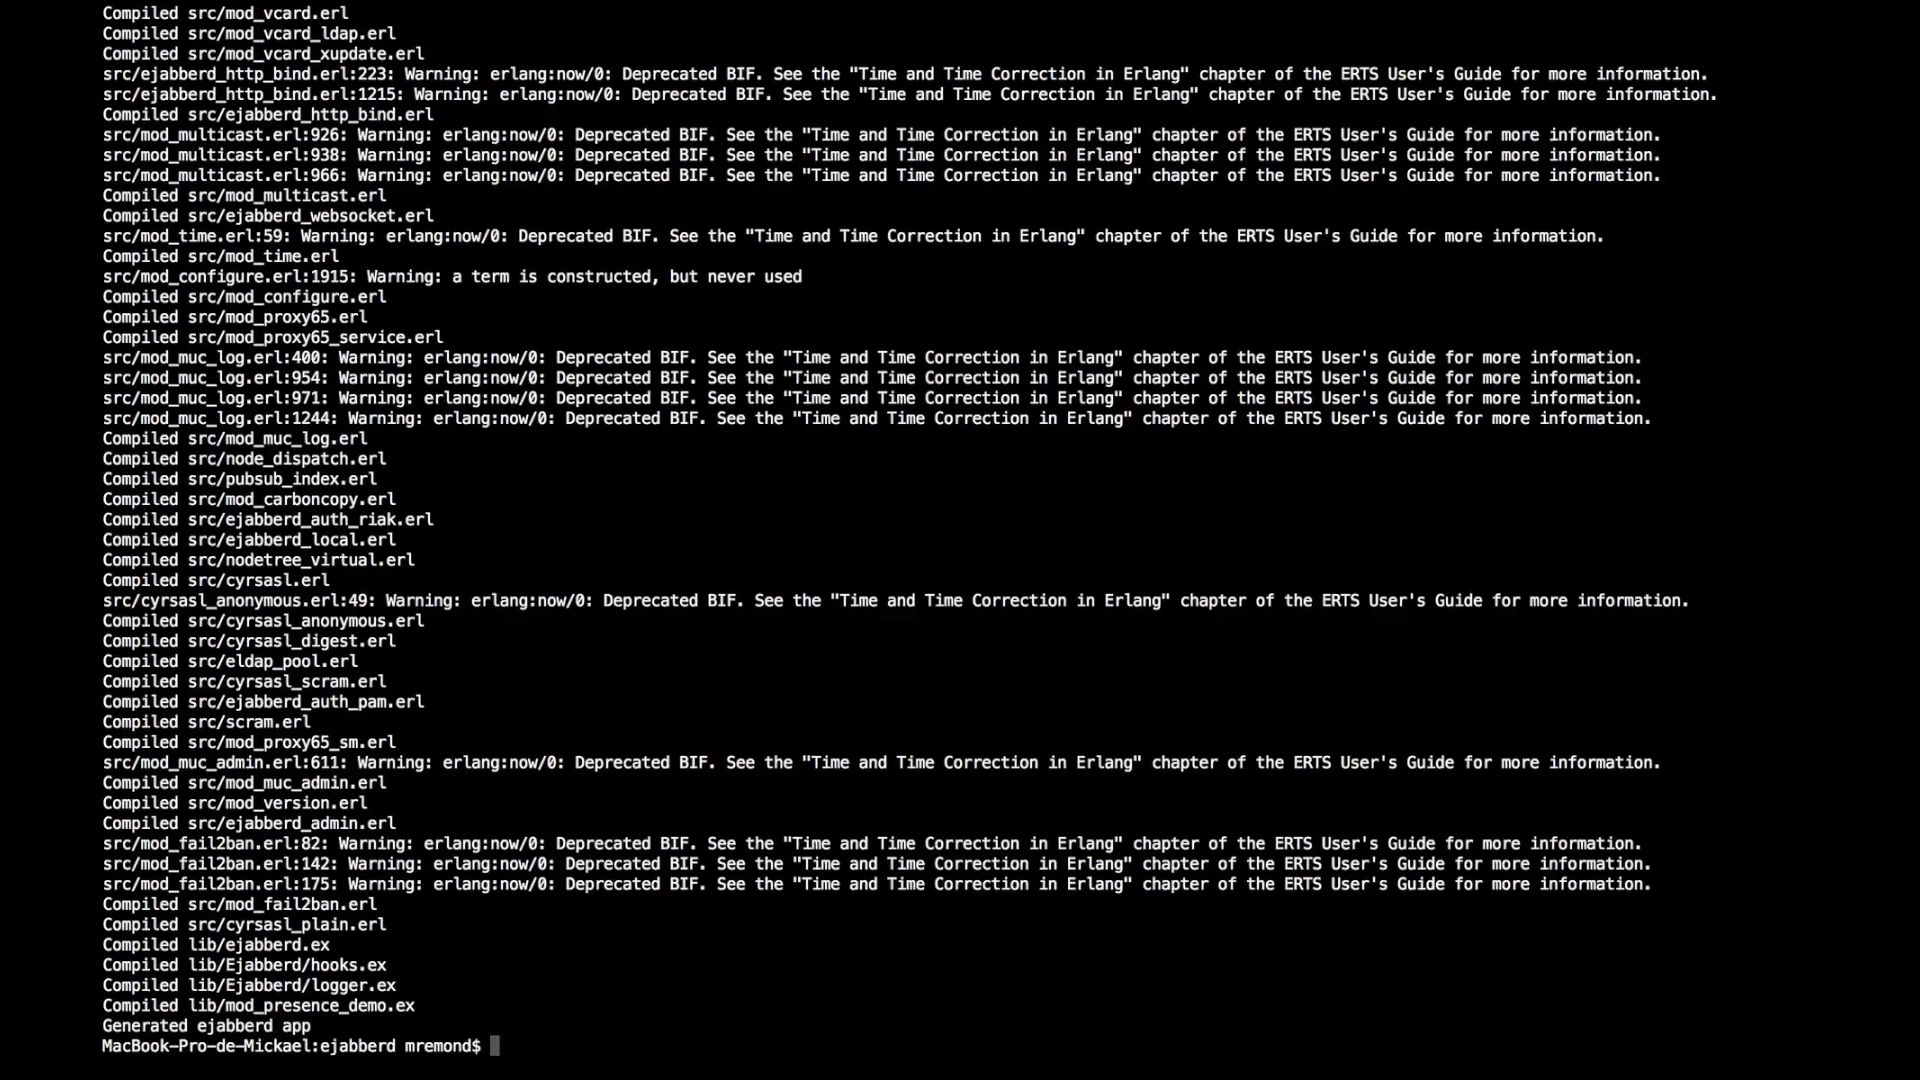 Compiled src/mod_vcard.erl
Compiled src/mod_vcard_ldap.erl
Compiled src/mod_vcard_xupdate.erl
src/ejabberd_http_bind.erl:223: Warning: erlang:now/0: Deprecated BIF. See the "Time and Time Correction in Erlang" chapter of the ERTS User's Guide for more information.
src/ejabberd_http_bind.erl:1215: Warning: erlang:now/0: Deprecated BIF. See the "Time and Time Correction in Erlang" chapter of the ERTS User's Guide for more information.
Compiled src/ejabberd_http_bind.erl
src/mod_multicast.erl:926: Warning: erlang:now/0: Deprecated BIF. See the "Time and Time Correction in Erlang" chapter of the ERTS User's Guide for more information.
src/mod_multicast.erl:938: Warning: erlang:now/0: Deprecated BIF. See the "Time and Time Correction in Erlang" chapter of the ERTS User's Guide for more information.
src/mod_multicast.erl:966: Warning: erlang:now/0: Deprecated BIF. See the "Time and Time Correction in Erlang" chapter of the ERTS User's Guide for more information.
Compiled src/mod_multicast.erl
Compiled src/ejabberd_websocket.erl
src/mod_time.erl:59: Warning: erlang:now/0: Deprecated BIF. See the "Time and Time Correction in Erlang" chapter of the ERTS User's Guide for more information.
Compiled src/mod_time.erl
src/mod_configure.erl:1915: Warning: a term is constructed, but never used
Compiled src/mod_configure.erl
Compiled src/mod_proxy65.erl
Compiled src/mod_proxy65_service.erl
src/mod_muc_log.erl:400: Warning: erlang:now/0: Deprecated BIF. See the "Time and Time Correction in Erlang" chapter of the ERTS User's Guide for more information.
src/mod_muc_log.erl:954: Warning: erlang:now/0: Deprecated BIF. See the "Time and Time Correction in Erlang" chapter of the ERTS User's Guide for more information.
src/mod_muc_log.erl:971: Warning: erlang:now/0: Deprecated BIF. See the "Time and Time Correction in Erlang" chapter of the ERTS User's Guide for more information.
src/mod_muc_log.erl:1244: Warning: erlang:now/0: Deprecated BIF. See the "Time and Time Correction in Erlang" chapter of the ERTS User's Guide for more information.
Compiled src/mod_muc_log.erl
Compiled src/node_dispatch.erl
Compiled src/pubsub_index.erl
Compiled src/mod_carboncopy.erl
Compiled src/ejabberd_auth_riak.erl
Compiled src/ejabberd_local.erl
Compiled src/nodetree_virtual.erl
Compiled src/cyrsasl.erl
src/cyrsasl_anonymous.erl:49: Warning: erlang:now/0: Deprecated BIF. See the "Time and Time Correction in Erlang" chapter of the ERTS User's Guide for more information.
Compiled src/cyrsasl_anonymous.erl
Compiled src/cyrsasl_digest.erl
Compiled src/eldap_pool.erl
Compiled src/cyrsasl_scram.erl
Compiled src/ejabberd_auth_pam.erl
Compiled src/scram.erl
Compiled src/mod_proxy65_sm.erl
src/mod_muc_admin.erl:611: Warning: erlang:now/0: Deprecated BIF. See the "Time and Time Correction in Erlang" chapter of the ERTS User's Guide for more information.
Compiled src/mod_muc_admin.erl
Compiled src/mod_version.erl
Compiled src/ejabberd_admin.erl
src/mod_fail2ban.erl:82: Warning: erlang:now/0: Deprecated BIF. See the "Time and Time Correction in Erlang" chapter of the ERTS User's Guide for more information.
src/mod_fail2ban.erl:142: Warning: erlang:now/0: Deprecated BIF. See the "Time and Time Correction in Erlang" chapter of the ERTS User's Guide for more information.
src/mod_fail2ban.erl:175: Warning: erlang:now/0: Deprecated BIF. See the "Time and Time Correction in Erlang" chapter of the ERTS User's Guide for more information.
Compiled src/mod_fail2ban.erl
Compiled src/cyrsasl_plain.erl
Compiled lib/ejabberd.ex
Compiled lib/Ejabberd/hooks.ex
Compiled lib/Ejabberd/logger.ex
Compiled lib/mod_presence_demo.ex
Generated ejabberd app
MacBook-Pro-de-Mickael:ejabberd mremond$